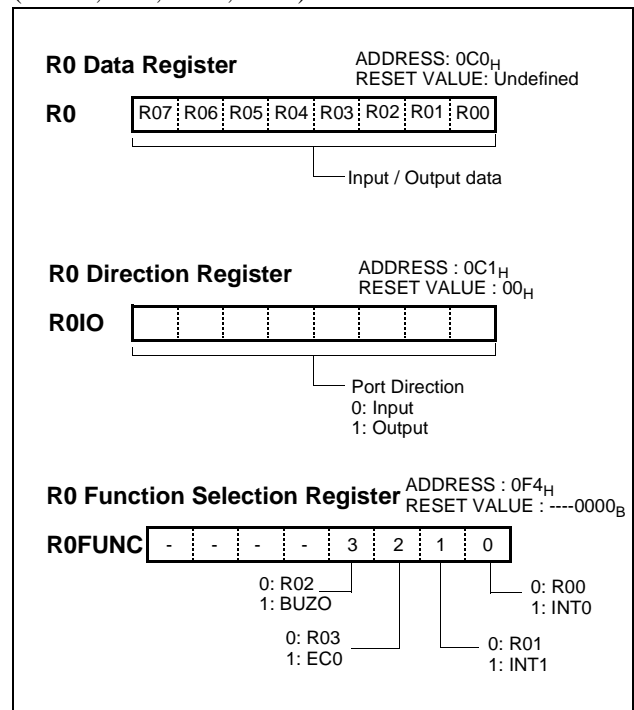 R0 Data Register
ADDRESS: 0C0H
RESET VALUE: Undefined
R0 R07 R06 R05 R04 R03 R02 R01 R00
Input / Output data
R0 Direction Register
ADDRESS : 0C1H
RESET VALUE : 00H
R0IO
Port Direction
0: Input
1: Output
R0 Function Selection Register
ADDRESS : 0F4H
RESET VALUE : ----0000B
R0FUNC - - - - 3 2 1 0
0: R02
1: BUZO
0: R00
1: INT0
0: R03
1: EC0
0: R01
1: INT1